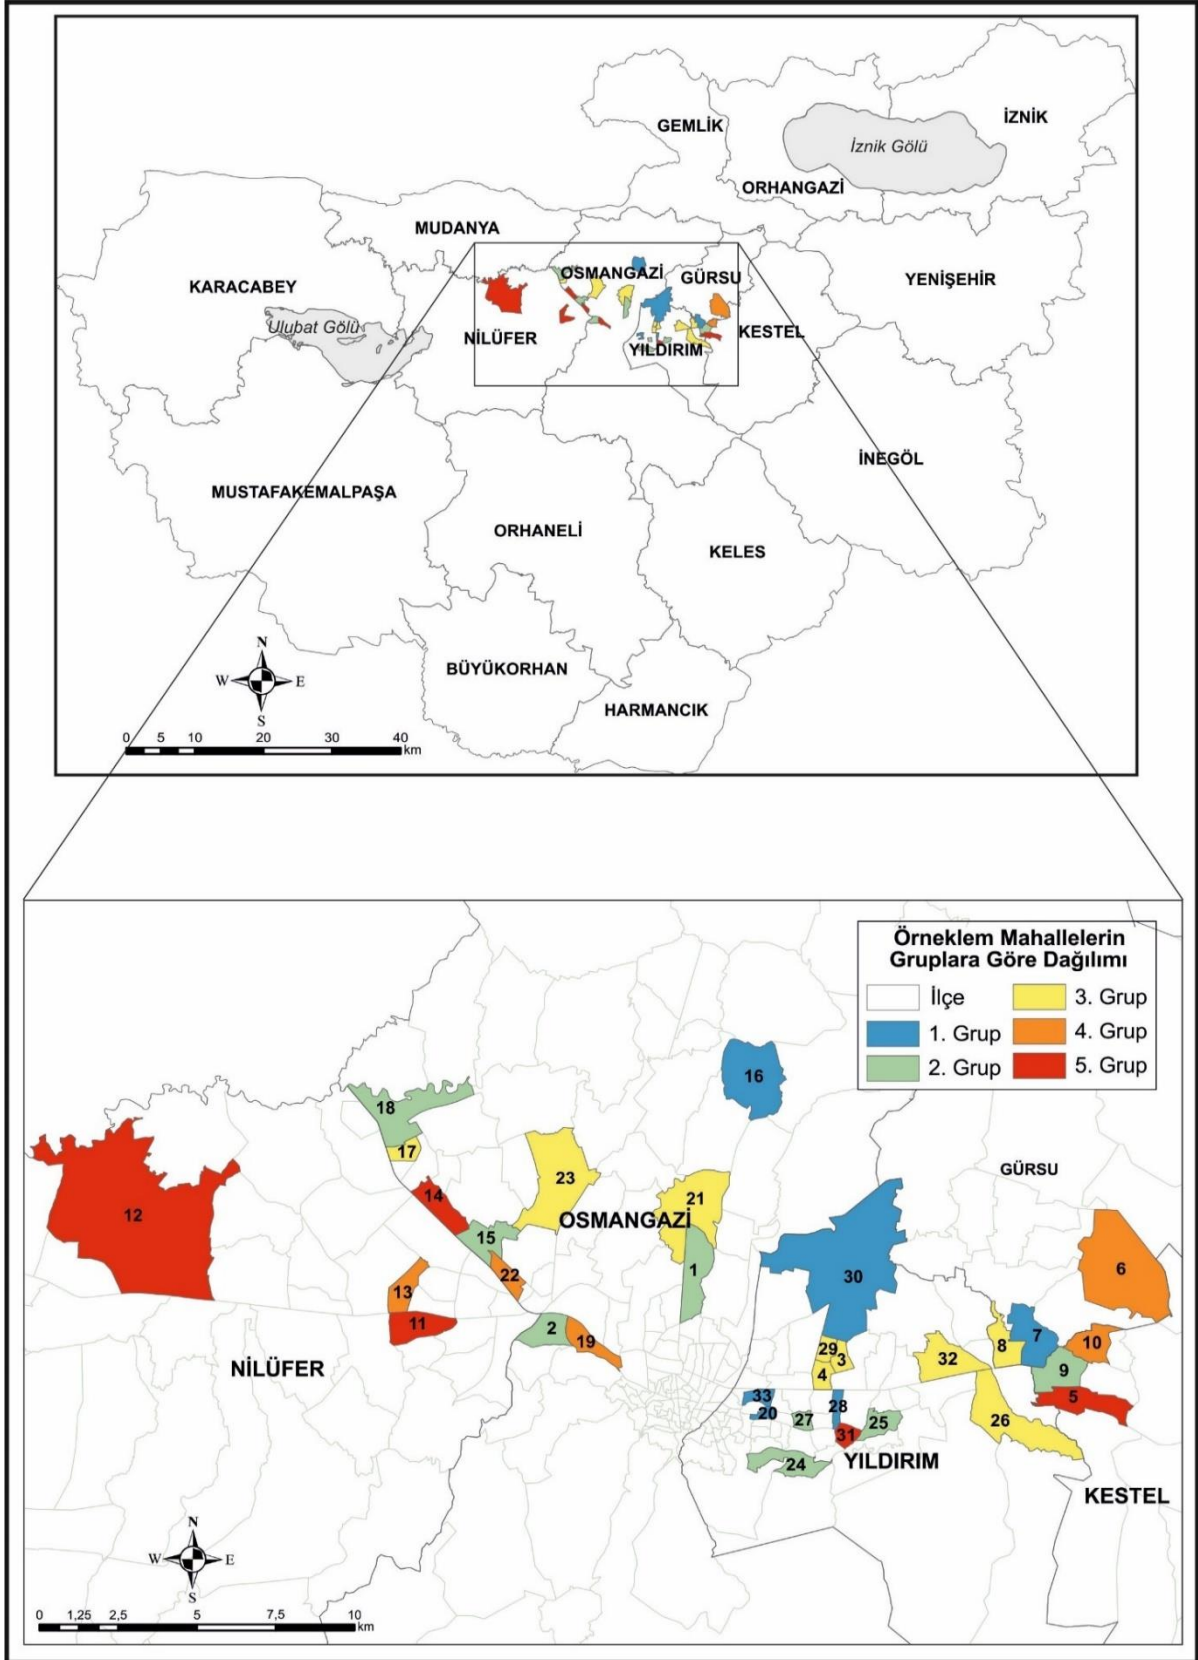 GEMLİK
İZNİK
İznik Gölü
ORHANGAZİ
MUDANYA
KARACABEY
OSMANGAZİ
GÜRSU
YENİŞEHİR
Ulubat Gölü
NİLÜFER
KESTEL
YILDIRIM
İNEGÖL
MUSTAFAKEMALPAŞA
ORHANELİ
KELES
BÜYÜKORHAN
HARMANCIK
N
W E
S
0 5 10 20 30 40
km
Örneklem Mahallelerin
Gruplara Göre Dağılımı
İlçe
1. Grup
2. Grup
3. Grup
4. Grup
5. Grup
16
18
17
23
GÜRSU
14
21
12
OSMANGAZİ
15
1
6
22
30
13
11
2
19
7
10
8
29
3
32
9
NİLÜFER
4
33
5
20
28
27
25
26
31
24
YILDIRIM
KESTEL
N
W E
S
0 1,25 2,5 5 7,5 10
km